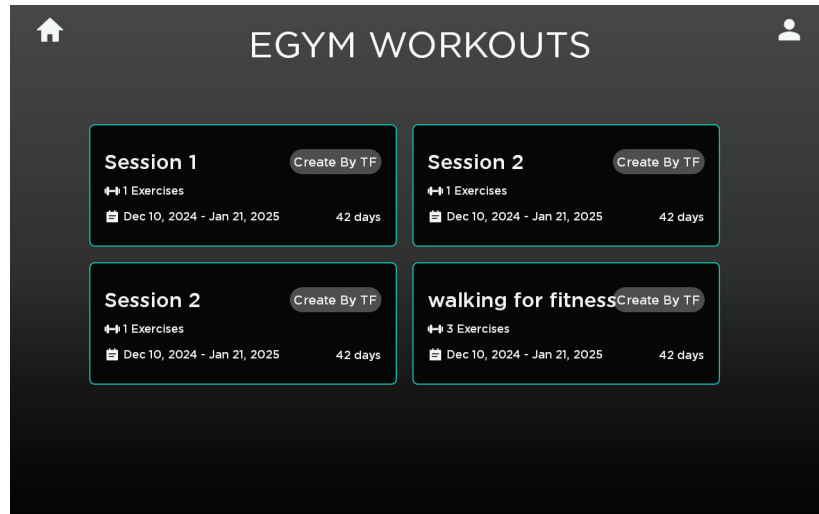 EGYM WORKOUTS
Session 1 Create By TF
1 Exercises
Dec 10, 2024 - Jan 21, 2025 42 days
Session 2 Create By TF
1 Exercises
Dec 10, 2024 - Jan 21, 2025 42 days
Session 2 Create By TF
1 Exercises
Dec 10, 2024 - Jan 21, 2025 42 days
walking for fitness Create By TF
3 Exercises
Dec 10, 2024 - Jan 21, 2025 42 days